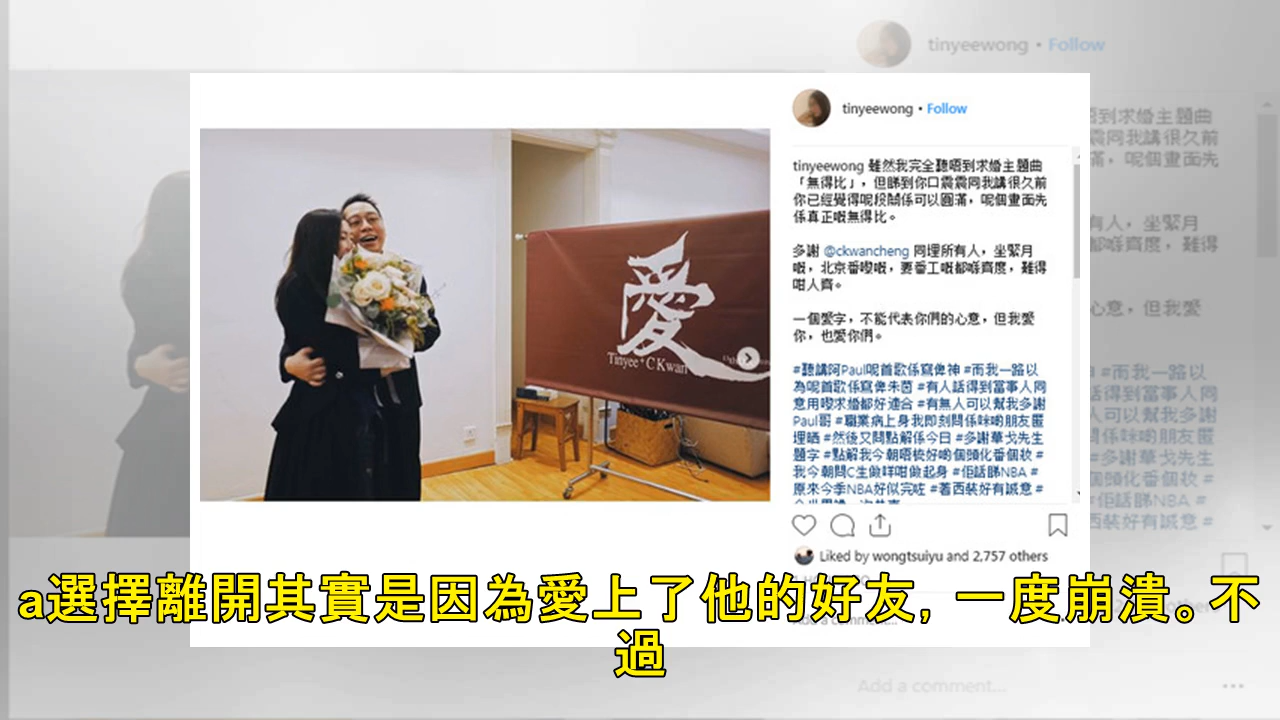 tinyeewong • Follow
tinyeewong • Follow
tinyeewong 雖然我完全聽唔到求婚主題曲
「無得比」，但睇到你口震震同我講很久前
你已經覺得呢段關係可以圓滿，呢個畫面先
係真正嘅無得比。
多謝 @ckwancheng 同埋所有人，坐緊月
嘅，北京番嚟嘅，要番工嘅都喺齊度，難得
咁人齊。
一個愛字，不能代表你們的心意，但我愛
你，也愛你們。
#聽講阿Paul呢首歌係寫俾神 #而我一路以
為呢首歌係寫俾朱茵 #有人話得到當事人同
意用嚟求婚都好適合 #有無人可以幫我多謝
Paul哥 #職業病上身我即刻問係咪啲朋友匿
埋晒 #然後又問點解係今日 #多謝華戈先生
題字 #點解我今朝唔梳好啲個頭化番個妝 #
我今朝問C生做咩咁做起身 #佢話睇NBA #
原來今季NBA好似完咗 #著西裝好有誠意 #
愛
Tinyee + C Kwan
Liked by wongtsuiyu and 2,757 others
Add a comment...
a選擇離開其實是因為愛上了他的好友，一度崩潰。不
過
Add a comment...